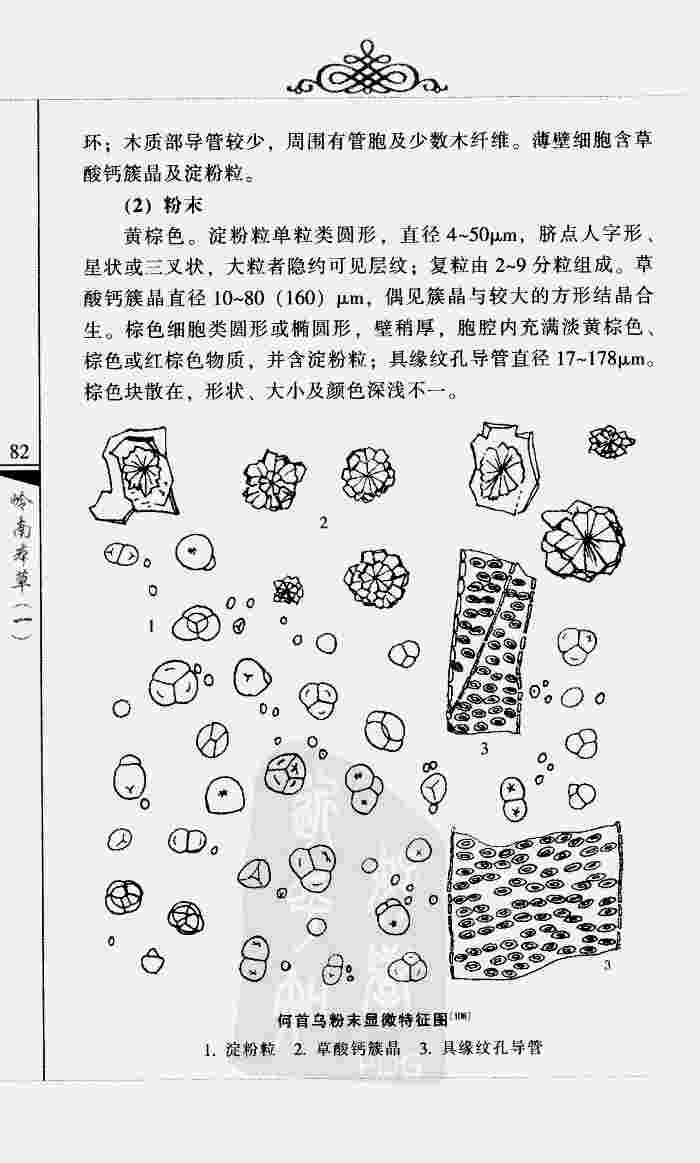 环；木质部导管较少，周围有管胞及少数木纤维。薄壁细胞含草
酸钙簇晶及淀粉粒。
(2) 粉末
黄棕色。淀粉粒单粒类圆形，直径 4~50μm，脐点人字形、
星状或三叉状，大粒者隐约可见层纹；复粒由 2~9 分粒组成。草
酸钙簇晶直径 10~80（160）μm，偶见簇晶与较大的方形结晶合
生。棕色细胞类圆形或椭圆形，壁稍厚，胞腔内充满淡黄棕色、
棕色或红棕色物质，并含淀粉粒；具缘纹孔导管直径 17~178μm。
棕色块散在，形状、大小及颜色深浅不一。
82
岭南本草（一）
2
1
3
3
何首乌粉末显微特征图
1. 淀粉粒 2. 草酸钙簇晶 3. 具缘纹孔导管